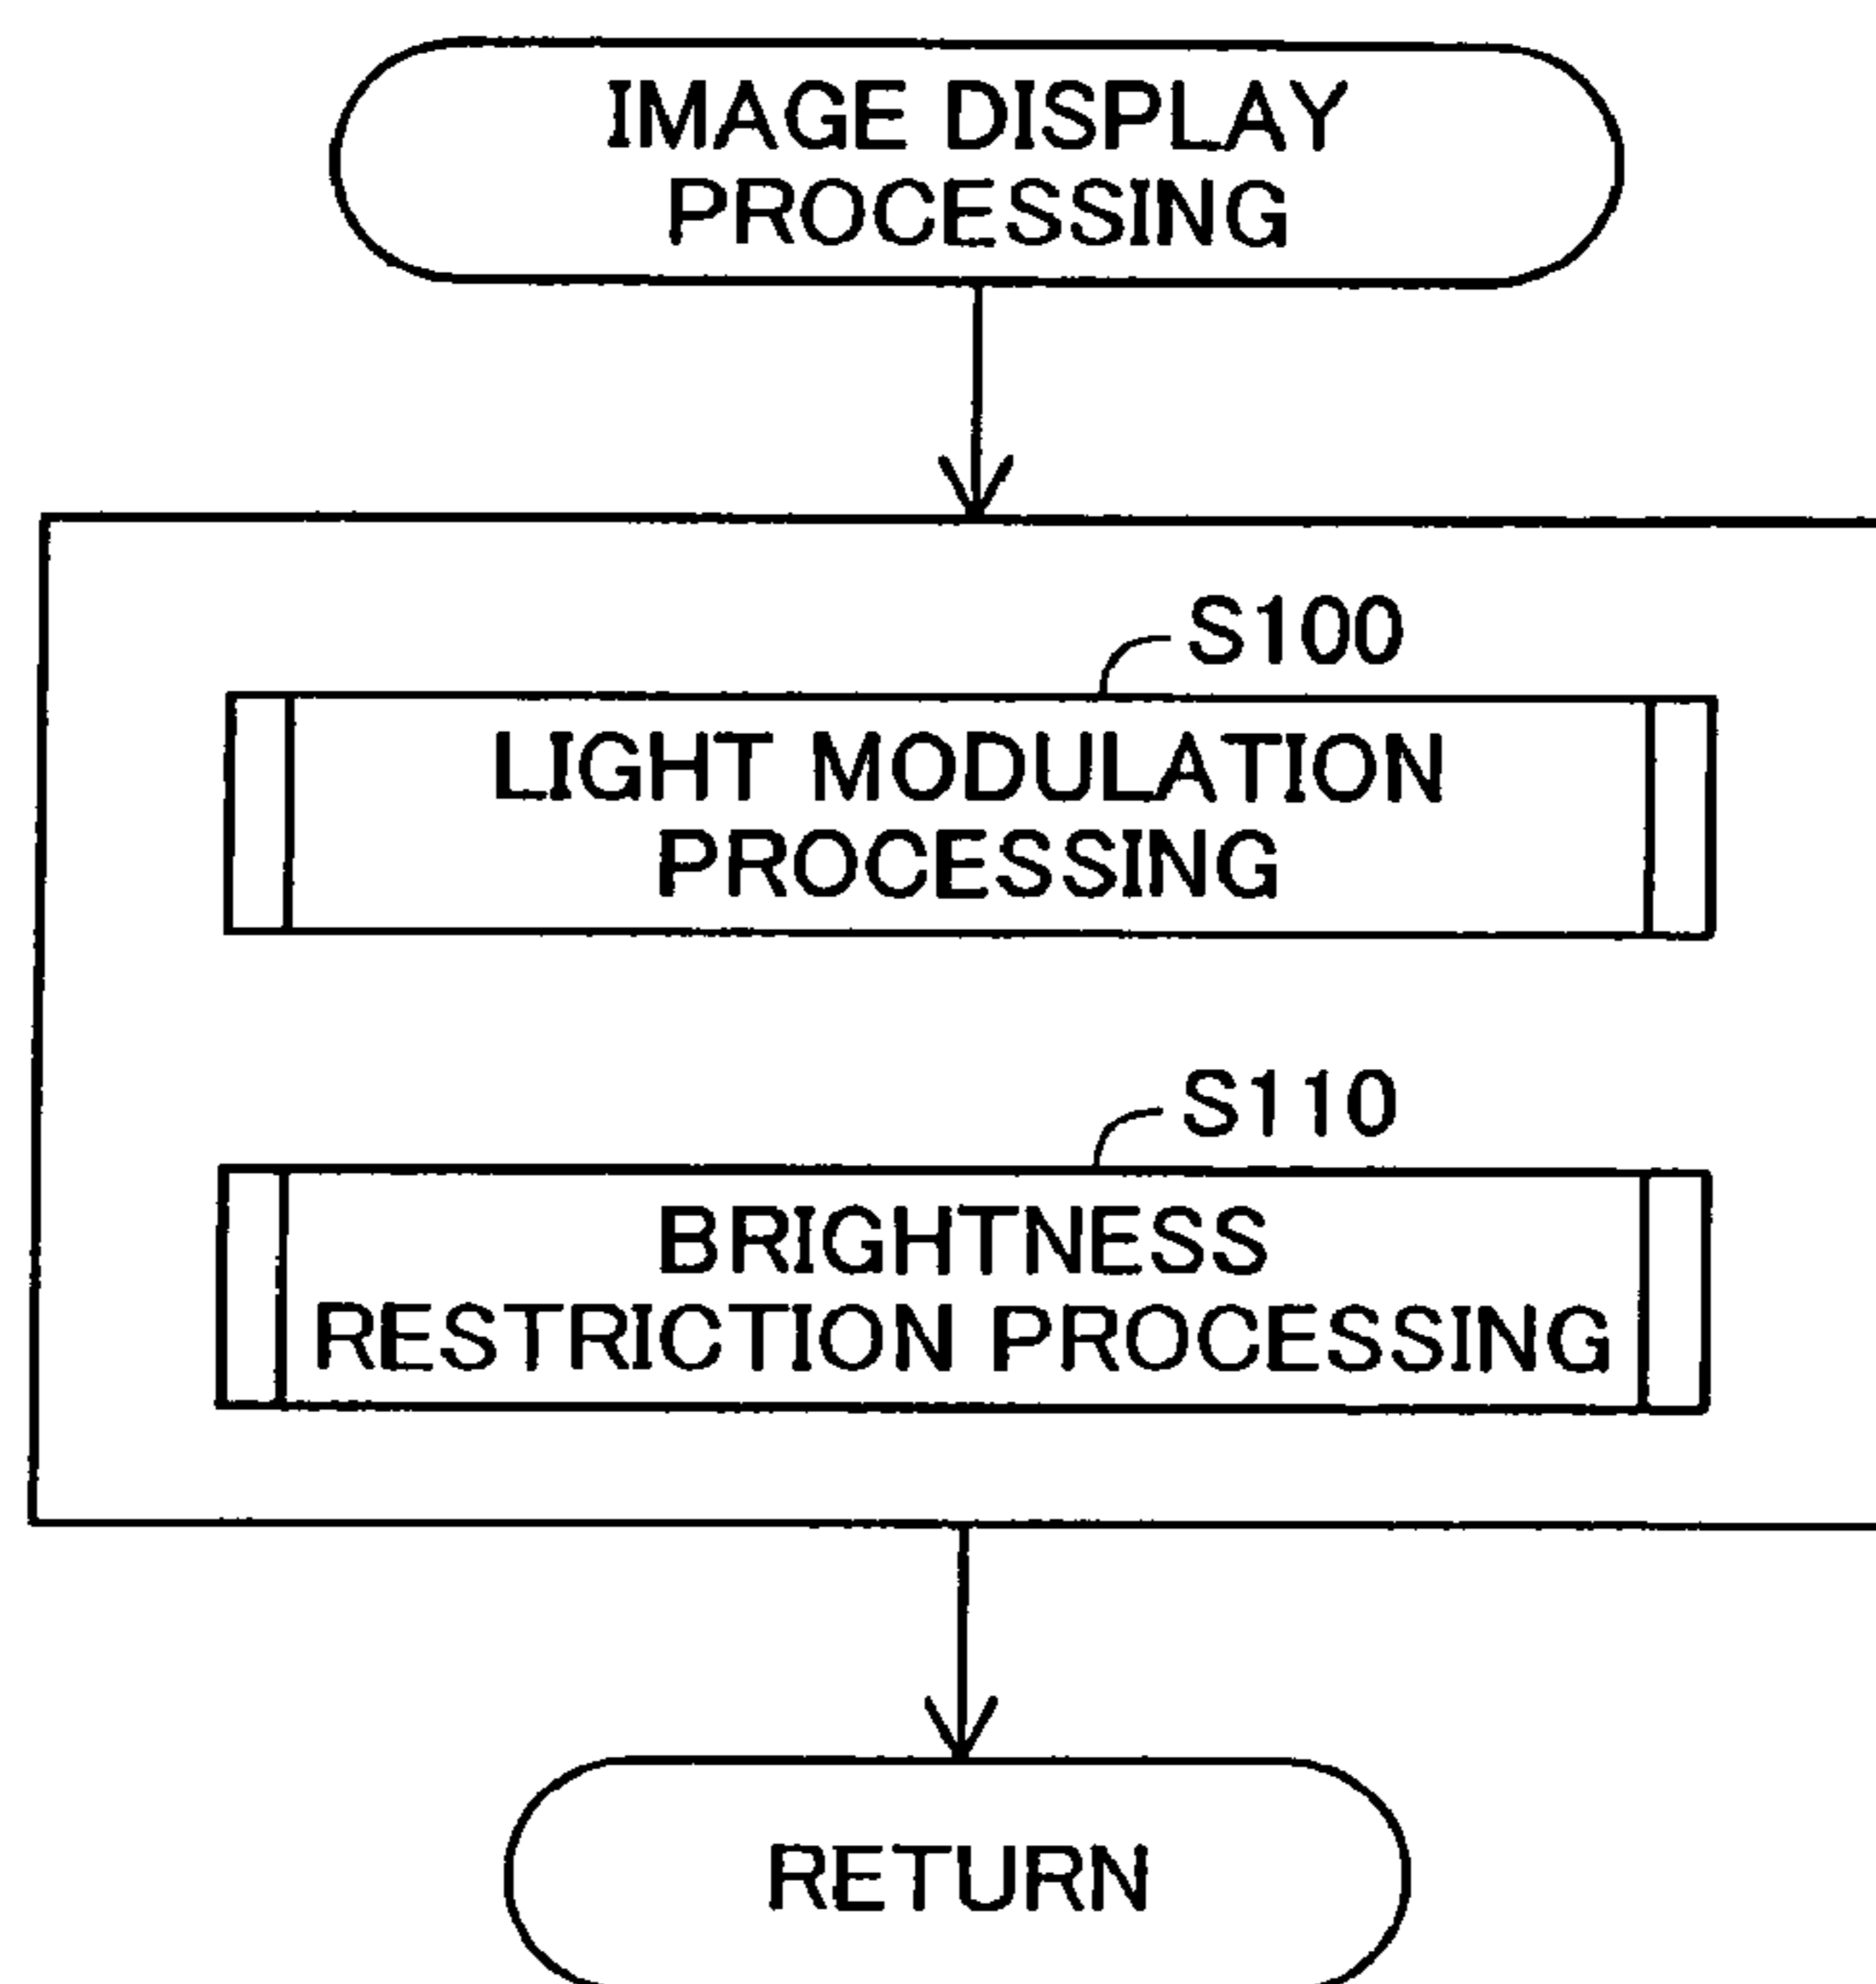 IMAGE DISPLAY
PROCESSING
S100
LIGHT MODULATION
PROCESSING
S110
BRIGHTNESS
RESTRICTION PROCESSING
RETURN